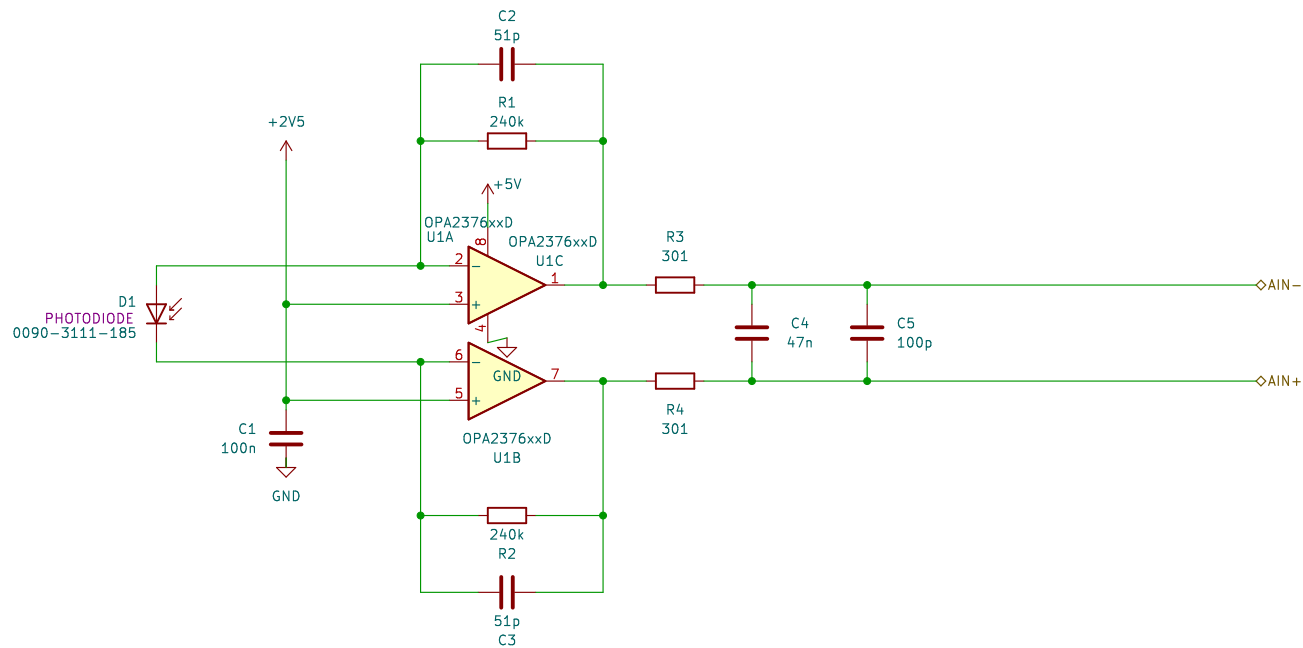 C2
51p
R1
240k
+2V5
+5V
OPA2376xxD
U1A
8
OPA2376xxD
U1C
2
−
1
3
+
4
R3
301
AIN-
D1
PHOTODIODE
0090-3111-185
C4
47n
C5
100p
6
−
GND
7
5
+
AIN+
R4
301
C1
100n
GND
OPA2376xxD
U1B
240k
R2
51p
C3